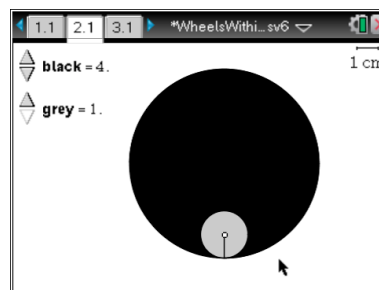 1.1 2.1 3.1 *WheelsWithi...sv6
black = 4.
1 cm
grey = 1.